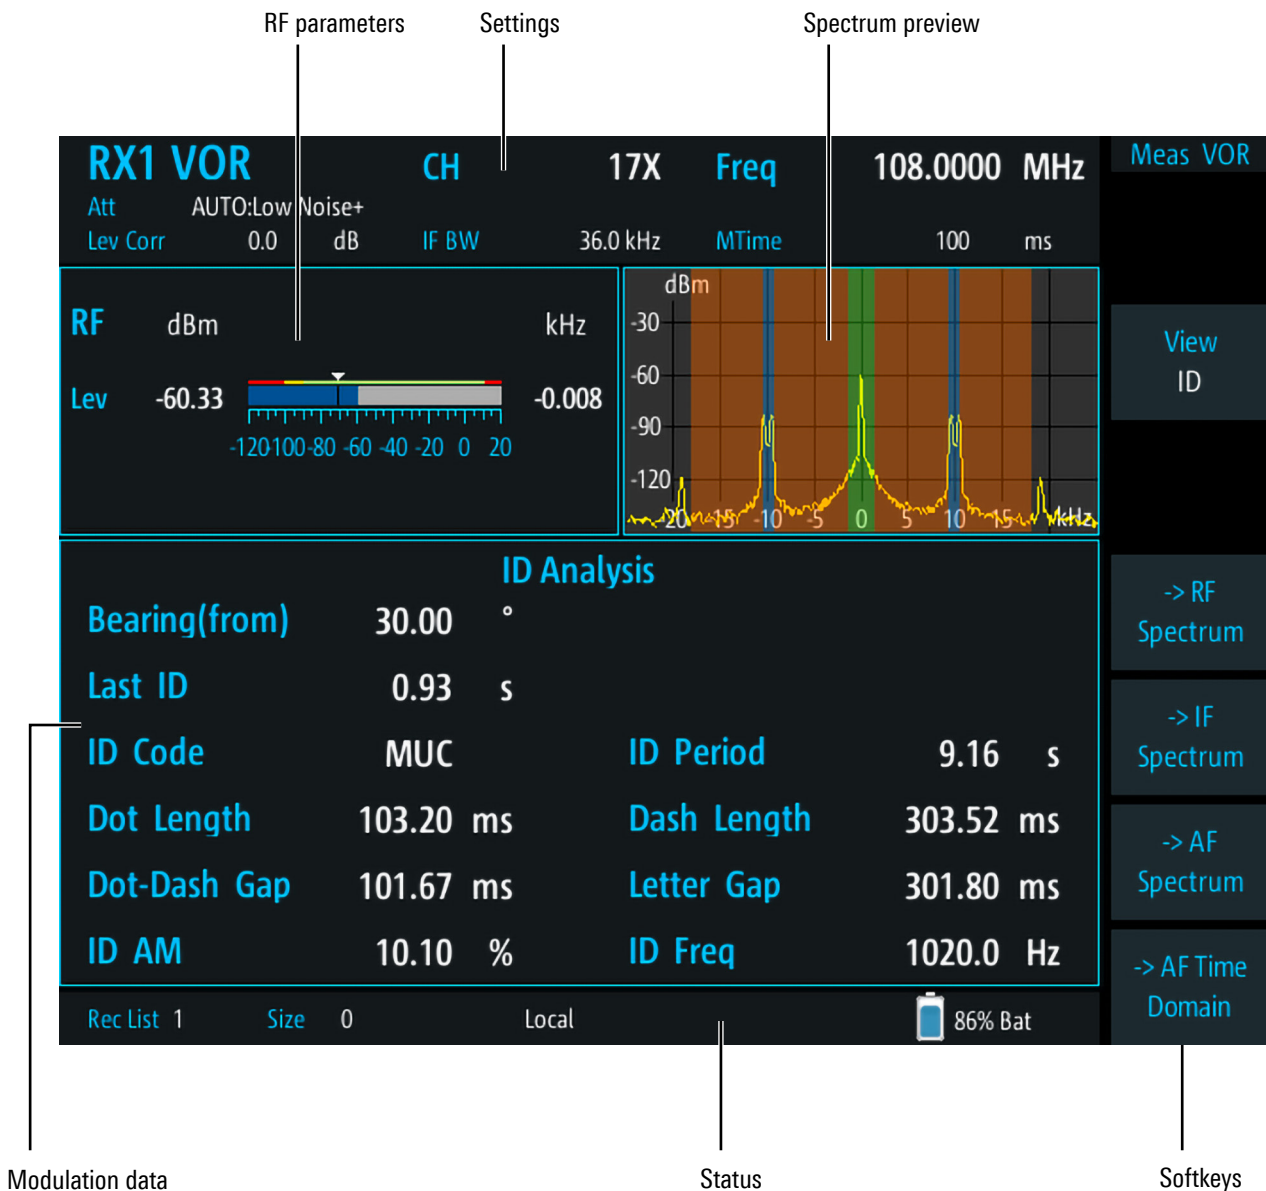 RF parameters Settings Spectrum preview
RX1 VOR CH 17X Freq 108.0000 MHz
Att AUTO:Low Noise+
Lev Corr 0.0 dB IF BW 36.0 kHz MTime 100 ms
Meas VOR
RF dBm kHz
Lev -60.33 -0.008
-120 -100 -80 -60 -40 -20 0 20
dBm
-30
-60
-90
-120
-20 -15 -10 -5 0 5 10 15 kHz
View
ID
ID Analysis
Bearing(from) 30.00 °
Last ID 0.93 s
ID Code MUC ID Period 9.16 s
Dot Length 103.20 ms Dash Length 303.52 ms
Dot-Dash Gap 101.67 ms Letter Gap 301.80 ms
ID AM 10.10 % ID Freq 1020.0 Hz
-> RF
Spectrum
-> IF
Spectrum
-> AF
Spectrum
-> AF Time
Domain
Rec List 1 Size 0 Local 86% Bat
Modulation data Status Softkeys